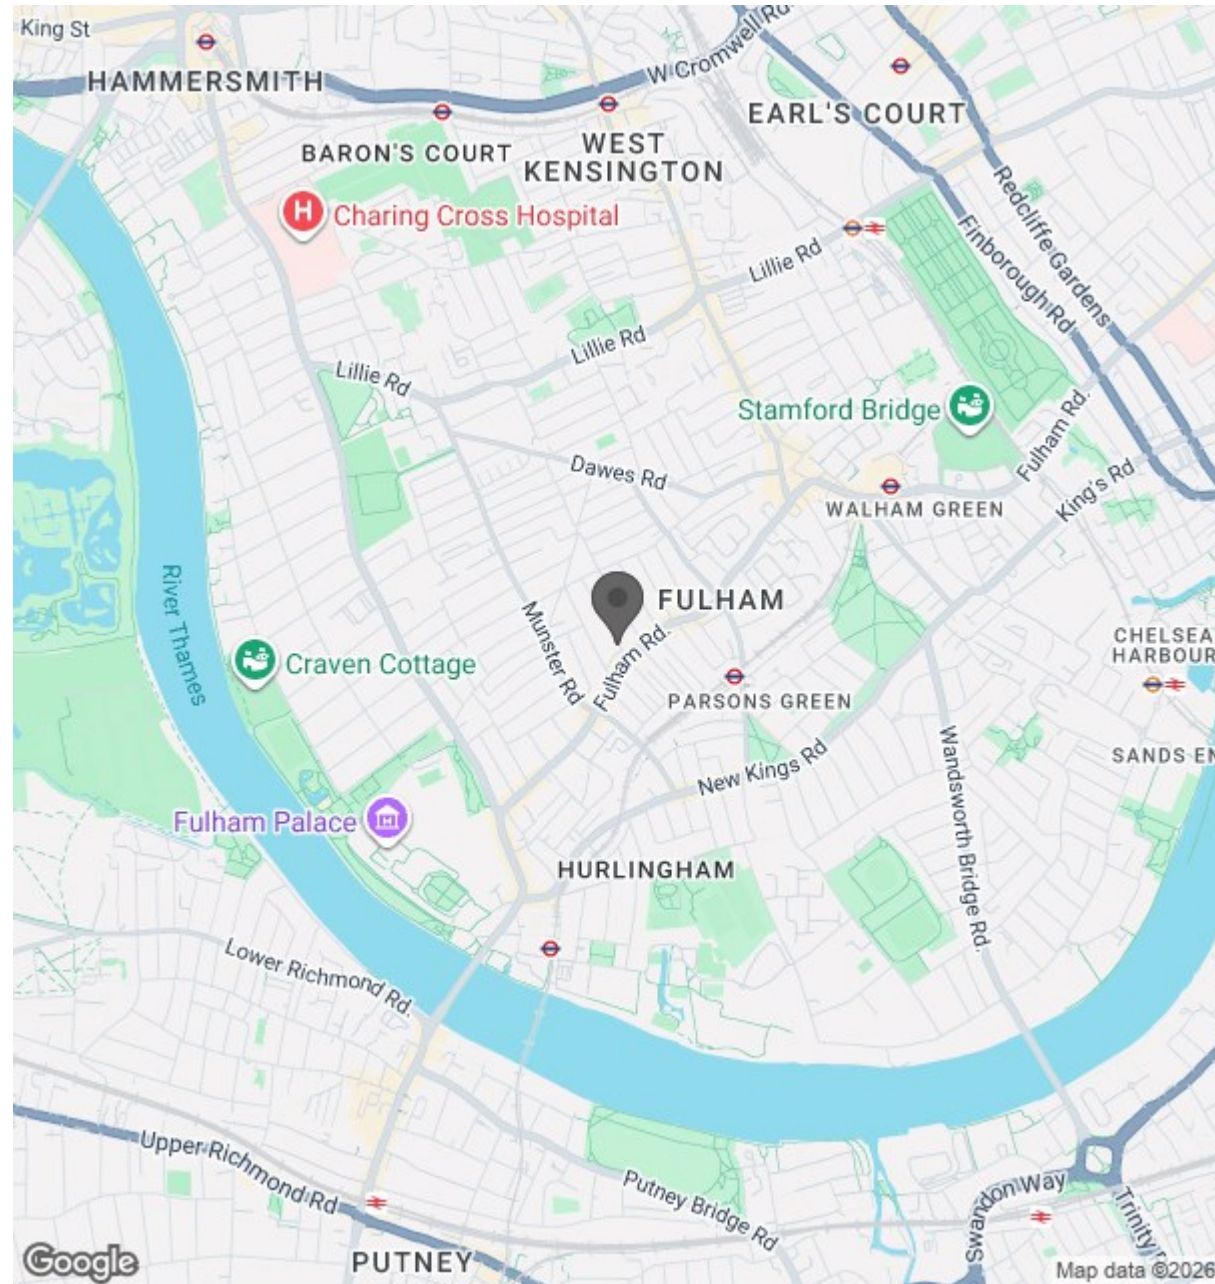 King St
W Cromwell Rd
HAMMERSMITH
EARL'S COURT
BARON'S COURT
WEST
KENSINGTON
Redcliffe Gardens
H
Charing Cross Hospital
Finborough Rd
Lillie Rd
Lillie Rd
Lillie Rd
Stamford Bridge
Fulham Rd.
Dawes Rd
King's Rd
WALHAM GREEN
River Thames
FULHAM
Munster Rd
Fulham Rd.
CHELSEA
HARBOUR
Craven Cottage
PARSONS GREEN
Wandsworth Bridge Rd.
SANDS EN
New Kings Rd
Fulham Palace
HURLINGHAM
Lower Richmond Rd.
Upper Richmond Rd
Putney Bridge Rd
Swandon Way
Trinity
PUTNEY
Google
Map data ©2026